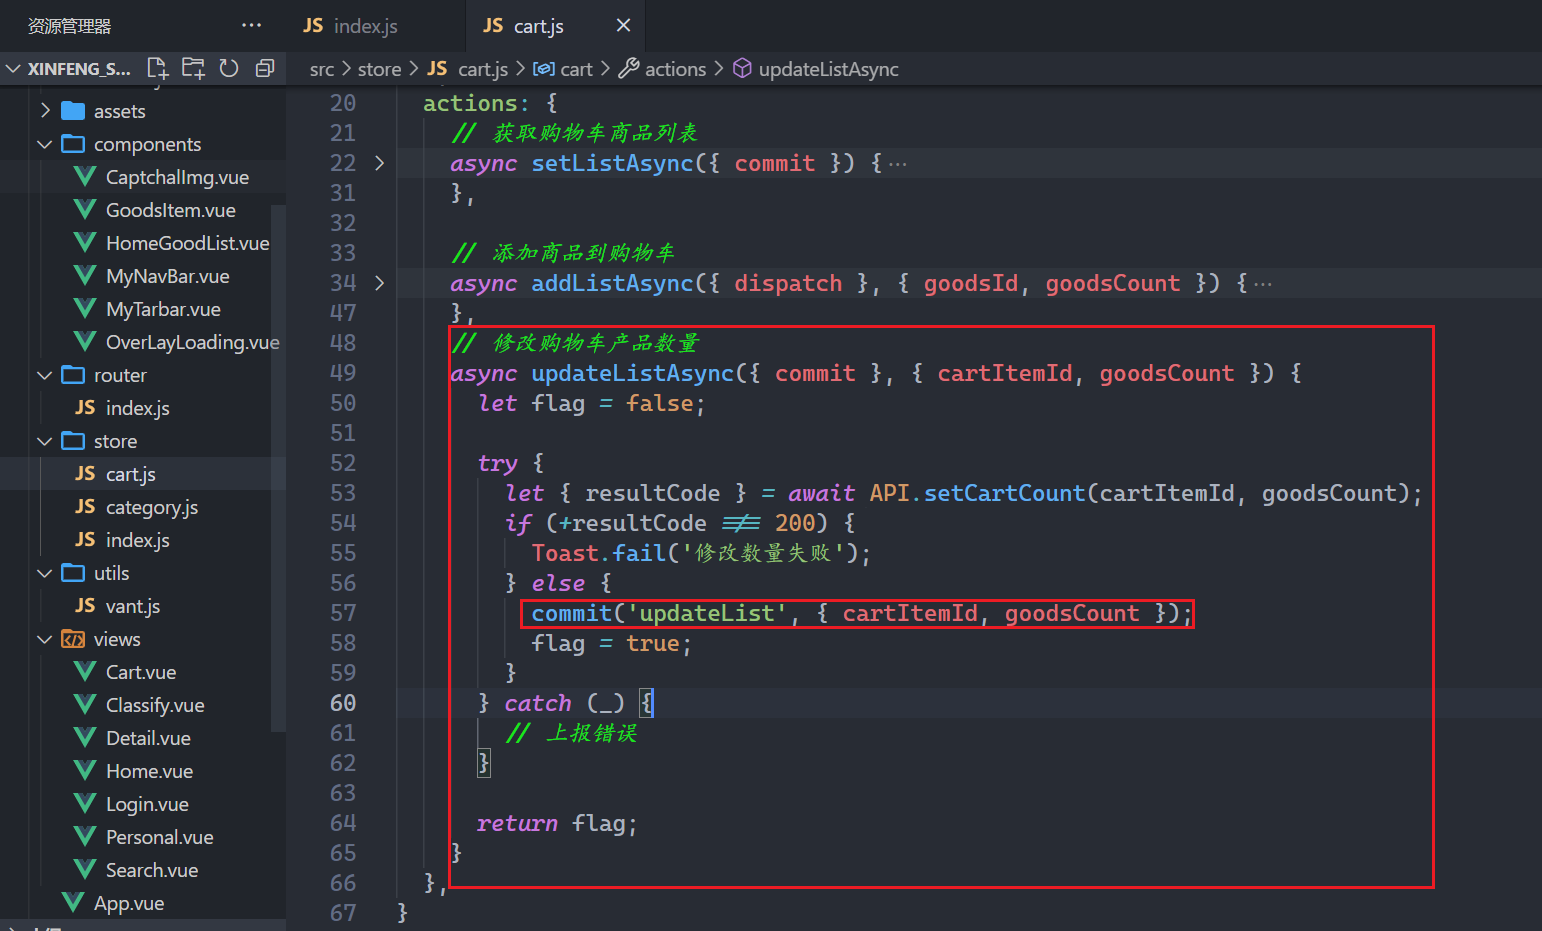 资源管理器
···
JS index.js
JS cart.js ×
XINFENG_S...
src > store > JS cart.js > cart > actions > updateListAsync
assets
components
CaptchaImg.vue
GoodsItem.vue
HomeGoodList.vue
MyNavBar.vue
MyTarbar.vue
OverLayLoading.vue
router
JS index.js
store
JS cart.js
JS category.js
JS index.js
utils
JS vant.js
views
Cart.vue
Classify.vue
Detail.vue
Home.vue
Login.vue
Personal.vue
Search.vue
App.vue
20 actions: {
21 // 获取购物车商品列表
22 async setListAsync({ commit }) {···
31 },
32
33 // 添加商品到购物车
34 async addListAsync({ dispatch }, { goodsId, goodsCount }) {···
47 },
48 // 修改购物车产品数量
49 async updateListAsync({ commit }, { cartItemId, goodsCount }) {
50 let flag = false;
51
52 try {
53 let { resultCode } = await API.setCartCount(cartItemId, goodsCount);
54 if (+resultCode !== 200) {
55 Toast.fail('修改数量失败');
56 } else {
57 commit('updateList', { cartItemId, goodsCount });
58 flag = true;
59 }
60 } catch (_) {
61 // 上报错误
62 }
63
64 return flag;
65 }
66 },
67 }